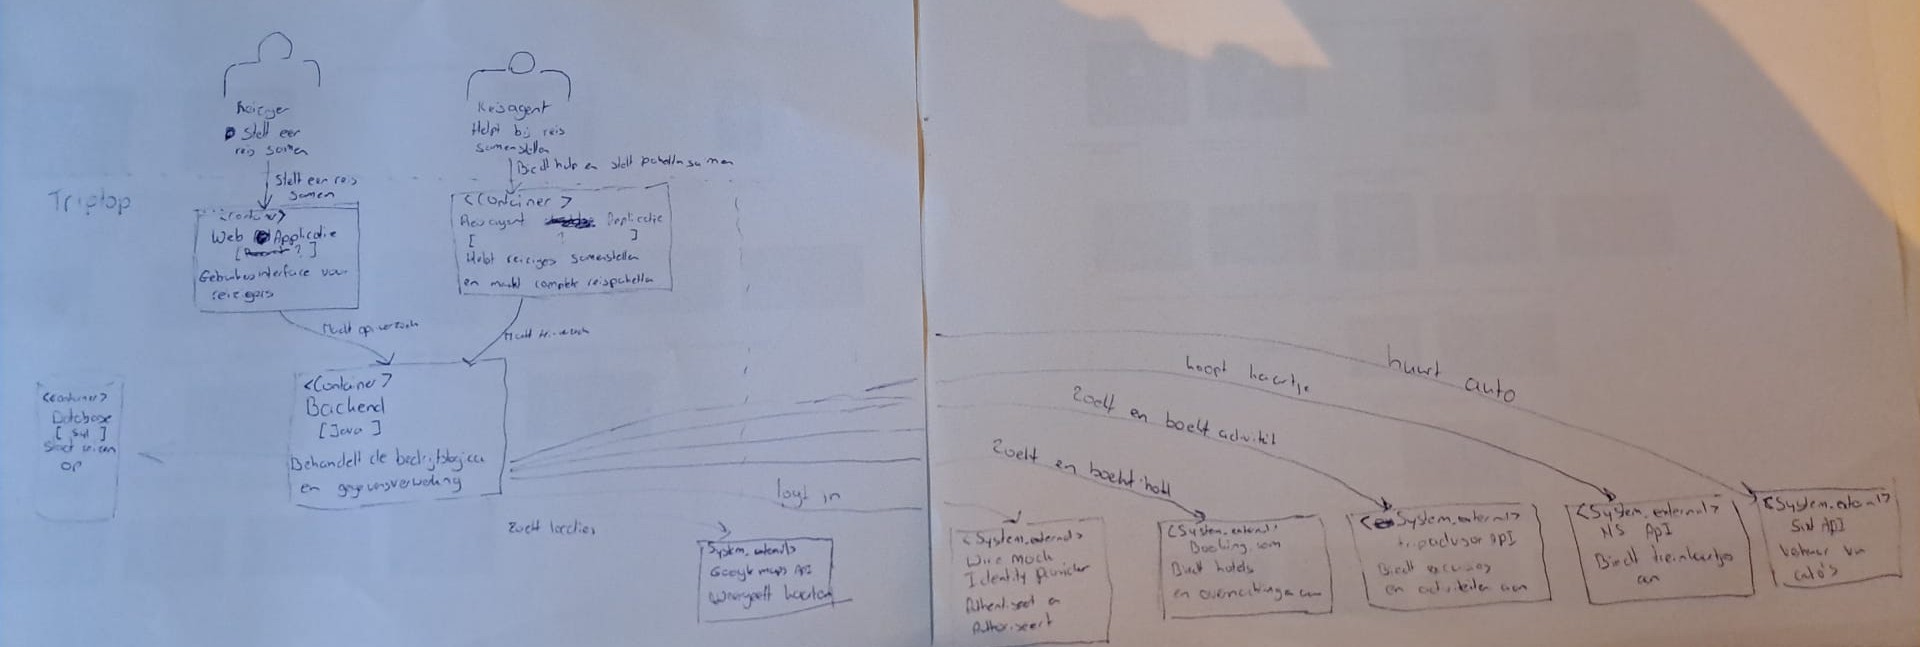 Reiziger
Stelt een
reis samen
Stelt een reis
samen
Reisagent
Helpt bij reis
samenstellen
Biedt hulp en stelt pakketten samen
Triptop
<Container>
Web Applicatie
[ ? ]
Gebruikersinterface voor
reizigers
<Container>
Reisagent Applicatie
[ ? ]
Helpt reizigers samenstellen
en maakt complete reispakketten
Maakt api-verzoek
Maakt
<Container>
Database
[ sql ]
Slaat reizen
op
<Container>
Backend
[ Java ]
Behandelt de bedrijfslogica
en gegevensverwerking
huurt auto
koopt kaartje
Zoekt en boekt activiteit
Zoekt en boekt hotel
logt in
Zoekt locaties
<System.external>
Google maps API
Weergeeft kaarten
<System.external>
Wire mock
Identity Provider
Authentiseert en
Authoriseert
<System.external>
Booking.com
Biedt hotels
en overnachtingen aan
<System.external>
tripadvisor API
Biedt excursies
en activiteiten aan
<System.external>
NS API
Biedt treinkaartjes
aan
<System.external>
Sixt API
Verhuur van
auto's